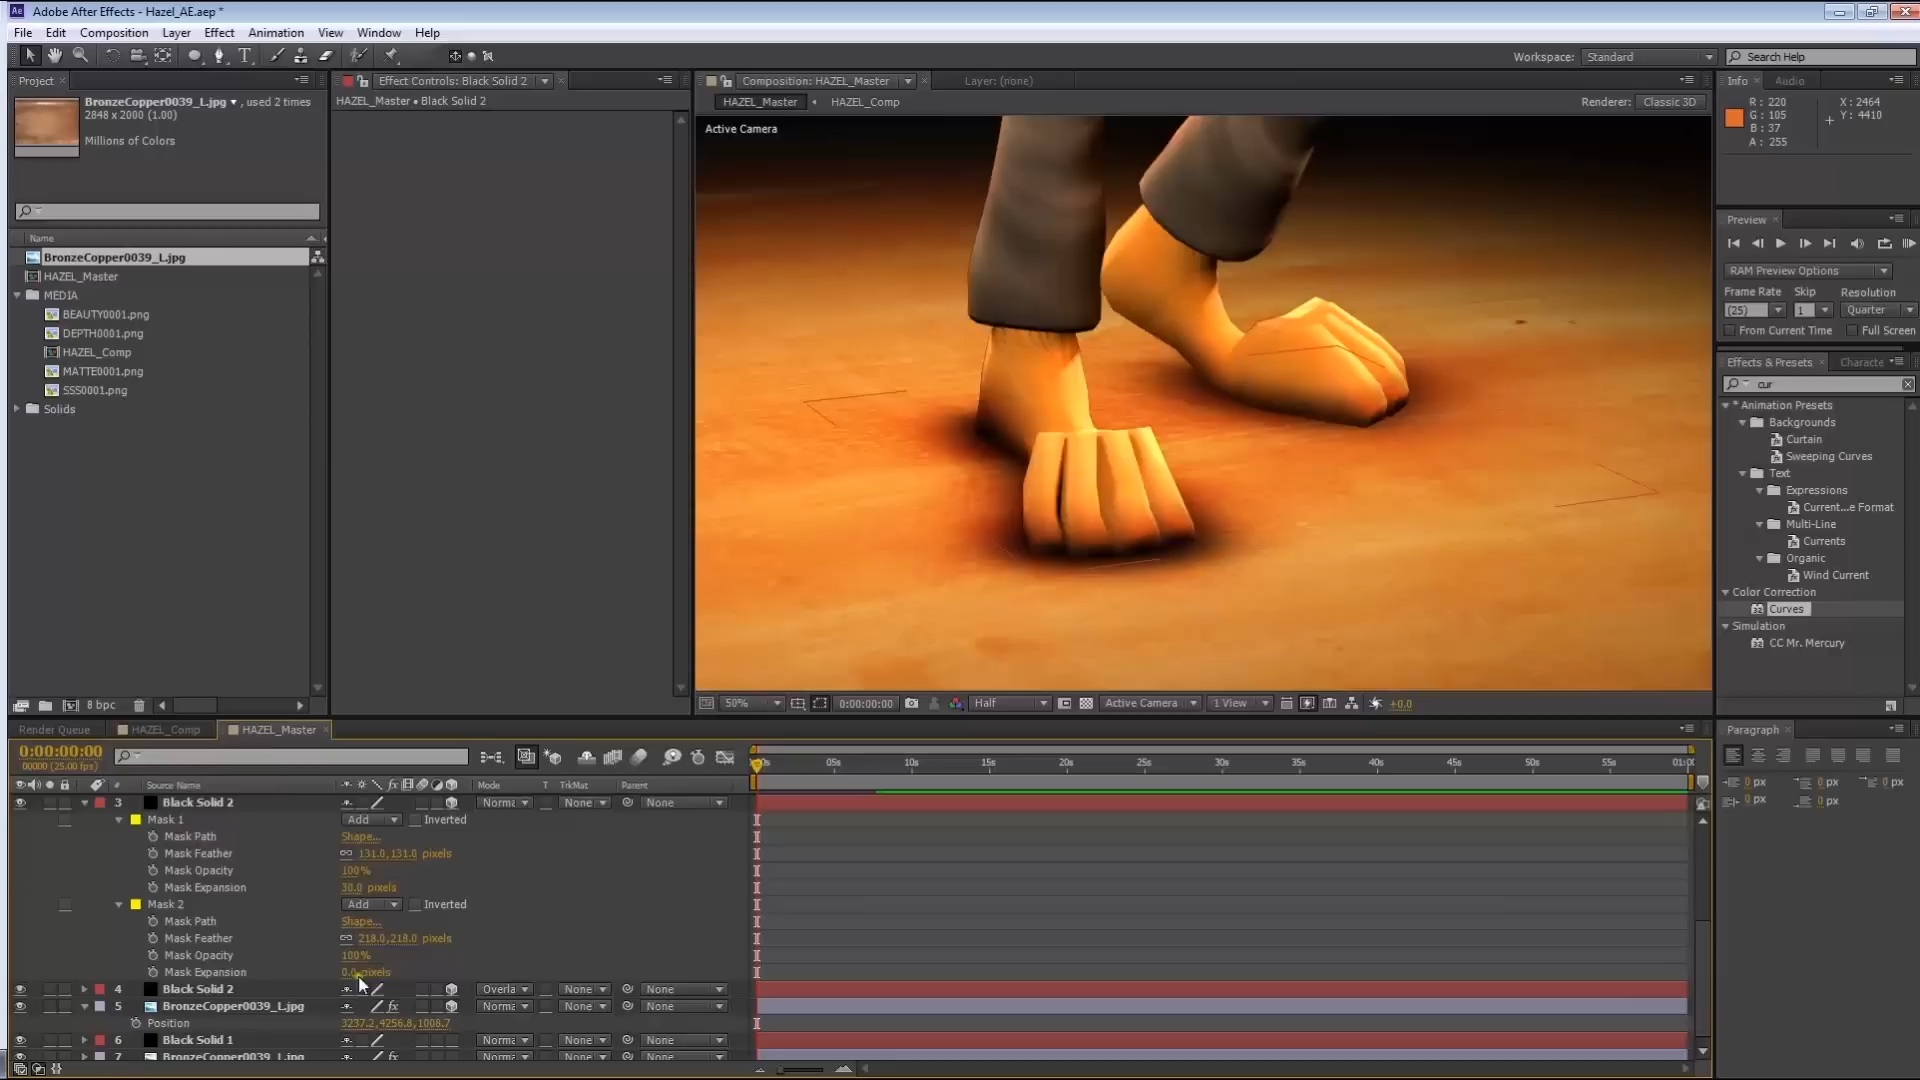 Adobe After Effects - Hazel_AE.aep *
File Edit Composition Layer Effect Animation View Window Help
Workspace: Standard
Search Help
Project
BronzeCopper0039_L.jpg , used 2 times
2848 x 2000 (1.00)
Millions of Colors
Name
BronzeCopper0039_L.jpg
HAZEL_Master
MEDIA
BEAUTY0001.png
DEPTH0001.png
HAZEL_Comp
MATTE0001.png
SSS0001.png
Solids
8 bpc
Effect Controls: Black Solid 2
HAZEL_Master • Black Solid 2
Composition: HAZEL_Master
Layer: (none)
HAZEL_Master HAZEL_Comp
Renderer: Classic 3D
Active Camera
50% 0:00:00:00 Half Active Camera 1 View +0.0
Info Audio
R: 220
G: 105
B: 37
A: 255
X: 2464
Y: 4410
Preview
RAM Preview Options
Frame Rate Skip Resolution
(25) 1 Quarter
From Current Time Full Screen
Effects & Presets Characte
cur
* Animation Presets
Backgrounds
Curtain
Sweeping Curves
Text
Expressions
Current...e Format
Multi-Line
Currents
Organic
Wind Current
Color Correction
Curves
Simulation
CC Mr. Mercury
Render Queue HAZEL_Comp HAZEL_Master
0:00:00:00
00000 (25.00 fps)
# Source Name Mode T TrkMat Parent
05s 10s 15s 20s 25s 30s 35s 40s 45s 50s 55s
3 Black Solid 2 Norma None None
Mask 1 Add Inverted
Mask Path Shape...
Mask Feather 131.0,131.0 pixels
Mask Opacity 100%
Mask Expansion 30.0 pixels
Mask 2 Add Inverted
Mask Path Shape...
Mask Feather 218.0,218.0 pixels
Mask Opacity 100%
Mask Expansion 0.0 pixels
4 Black Solid 2 Overla None None
5 BronzeCopper0039_L.jpg Norma None None
Position 3237.2,4256.8,1008.7
6 Black Solid 1 Norma None None
7 BronzeCopper0039_L.jpg Norma None None
Paragraph
0 px 0 px 0 px
0 px 0 px